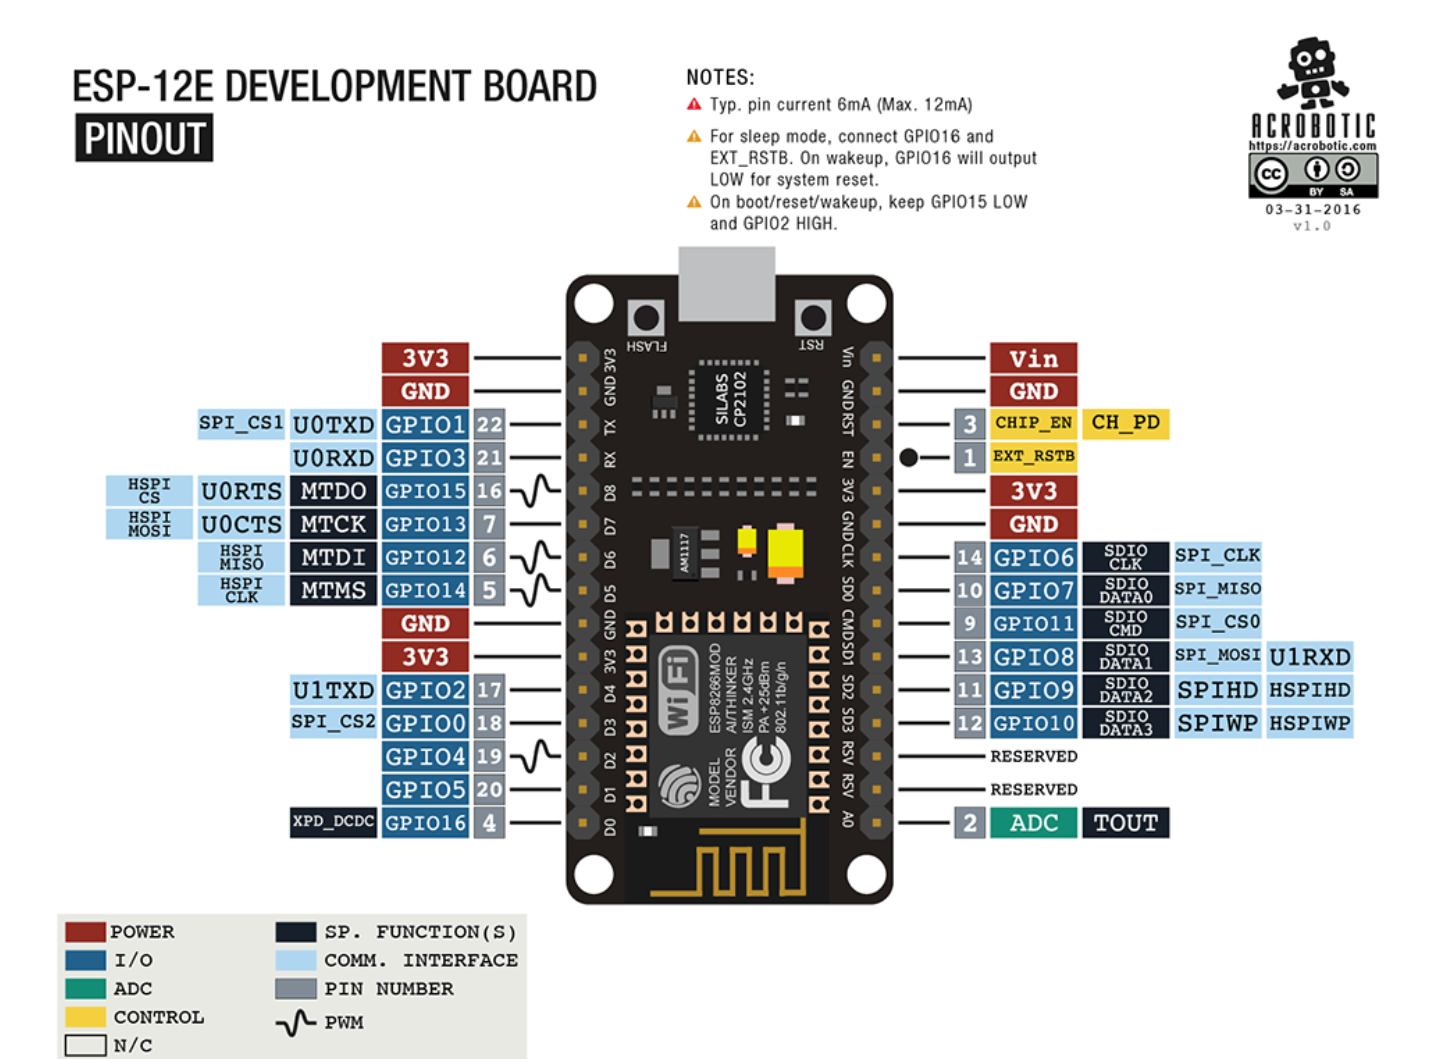 ESP-12E DEVELOPMENT BOARD
PINOUT
NOTES:
Typ. pin current 6mA (Max. 12mA)
For sleep mode, connect GPIO16 and
EXT_RSTB. On wakeup, GPIO16 will output
LOW for system reset.
On boot/reset/wakeup, keep GPIO15 LOW
and GPIO2 HIGH.
ACROBOTIC
https://acrobotic.com
cc
BY SA
03-31-2016
v1.0
FLASH
RST
SILABS
CP2102
AM1117
3V3 3V3 Vin Vin
GND GND GND GND
SPI_CS1 U0TXD GPIO1 22 TX RST 3 CHIP_EN CH_PD
U0RXD GPIO3 21 RX EN 1 EXT_RSTB
HSPI CS U0RTS MTDO GPIO15 16 D8 3V3 3V3
HSPI MOSI U0CTS MTCK GPIO13 7 D7 GND GND
HSPI MISO MTDI GPIO12 6 D6 CLK 14 GPIO6 SDIO CLK SPI_CLK
HSPI CLK MTMS GPIO14 5 D5 SD0 10 GPIO7 SDIO DATA0 SPI_MISO
GND GND CMD 9 GPIO11 SDIO CMD SPI_CS0
3V3 3V3 SD1 13 GPIO8 SDIO DATA1 SPI_MOSI U1RXD
U1TXD GPIO2 17 D4 SD2 11 GPIO9 SDIO DATA2 SPIHD HSPIHD
SPI_CS2 GPIO0 18 D3 SD3 12 GPIO10 SDIO DATA3 SPIWP HSPIWP
GPIO4 19 D2 RSV RESERVED
GPIO5 20 D1 RSV RESERVED
XPD_DCDC GPIO16 4 D0 A0 2 ADC TOUT
WiFi
MODEL ESP8266MOD
VENDOR AI/THINKER
ISM 2.4GHz
PA +25dBm
802.11b/g/n
FC
POWER
I/O
ADC
CONTROL
N/C
SP. FUNCTION(S)
COMM. INTERFACE
PIN NUMBER
PWM